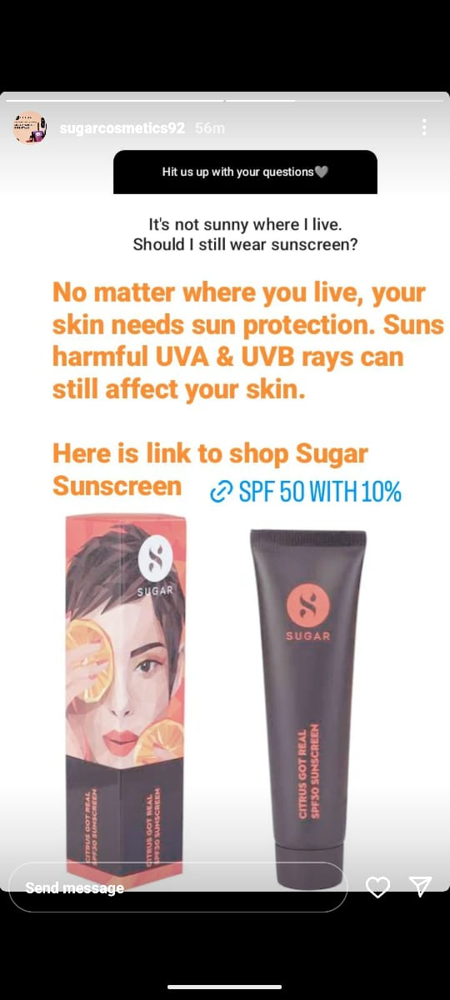 sugarcosmetics92 56m
Hit us up with your questions🩶
It's not sunny where I live.
Should I still wear sunscreen?
No matter where you live, your
skin needs sun protection. Suns
harmful UVA & UVB rays can
still affect your skin.
Here is link to shop Sugar
Sunscreen
SPF 50 WITH 10%
SUGAR
CITRUS GOT REAL
SPF30 SUNSCREEN
CITRUS GOT REAL
SPF30 SUNSCREEN
SUGAR
CITRUS GOT REAL
SPF30 SUNSCREEN
Send message